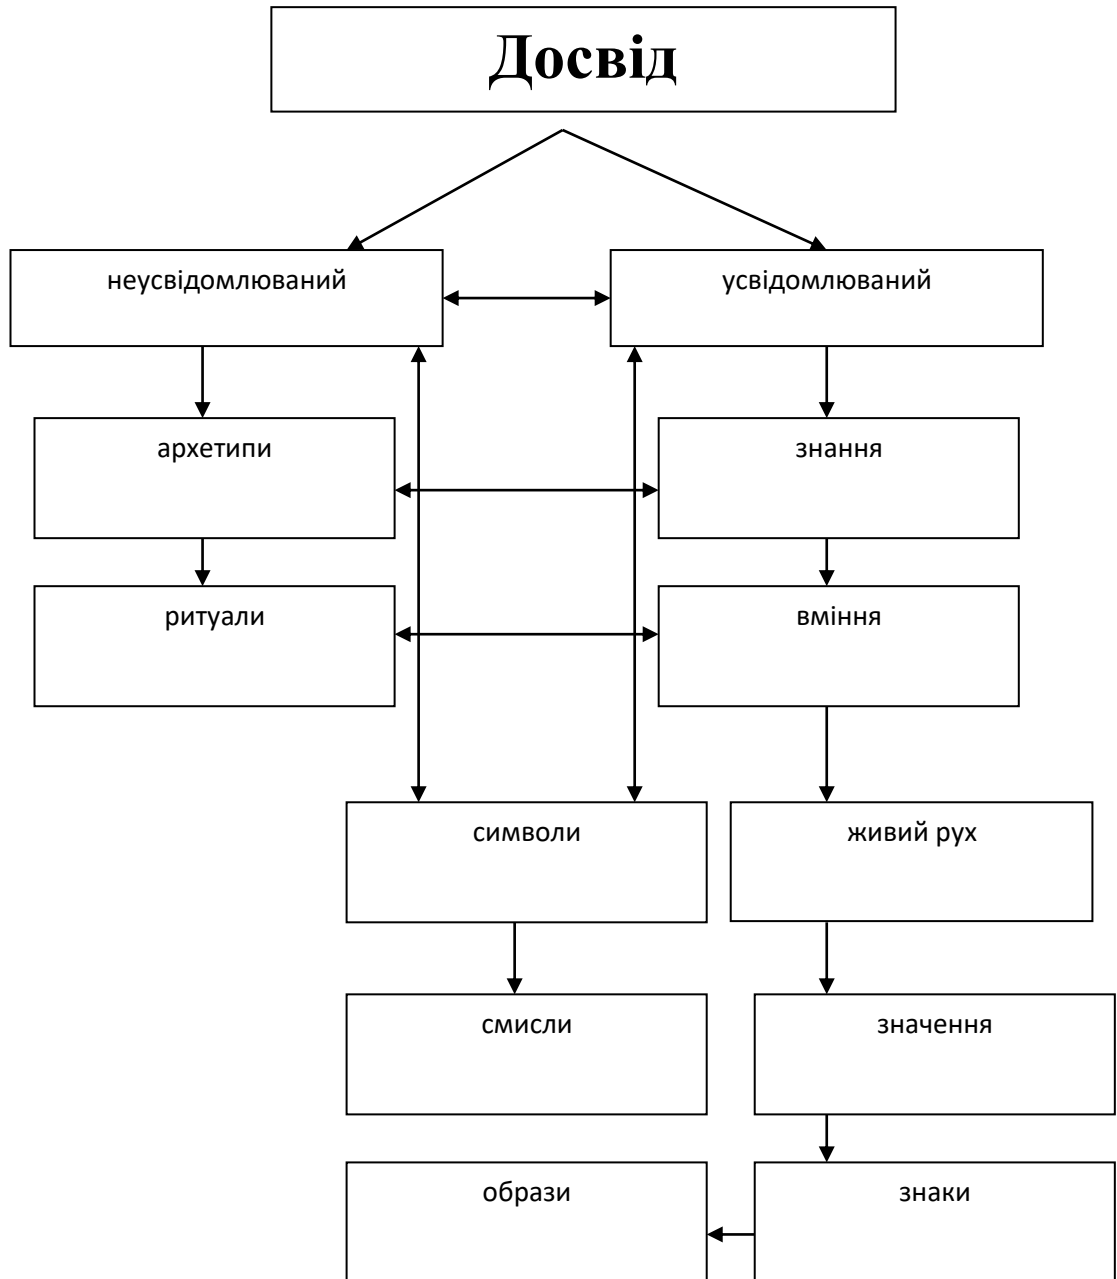 Досвід
неусвідомлюваний
усвідомлюваний
архетипи
знання
ритуали
вміння
символи
живий рух
смисли
значення
образи
знаки